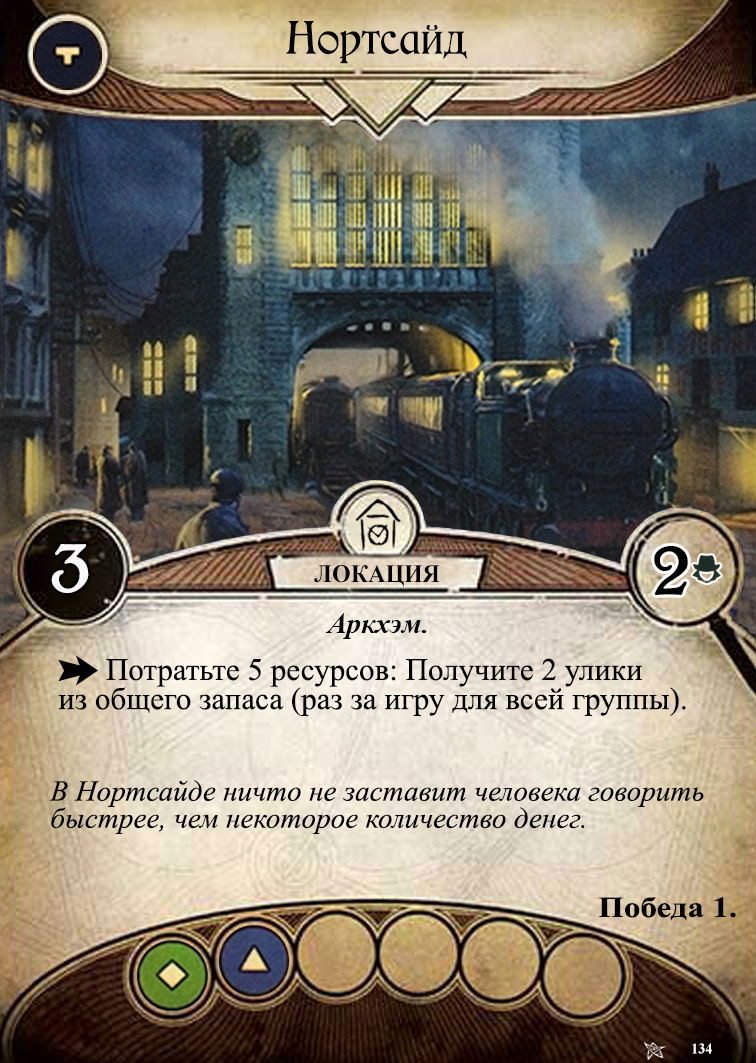 Нортсайд
3
ЛОКАЦИЯ
2
Аркхэм.
Потратьте 5 ресурсов: Получите 2 улики
из общего запаса (раз за игру для всей группы).
В Нортсайде ничто не заставит человека говорить
быстрее, чем некоторое количество денег.
Победа 1.
134